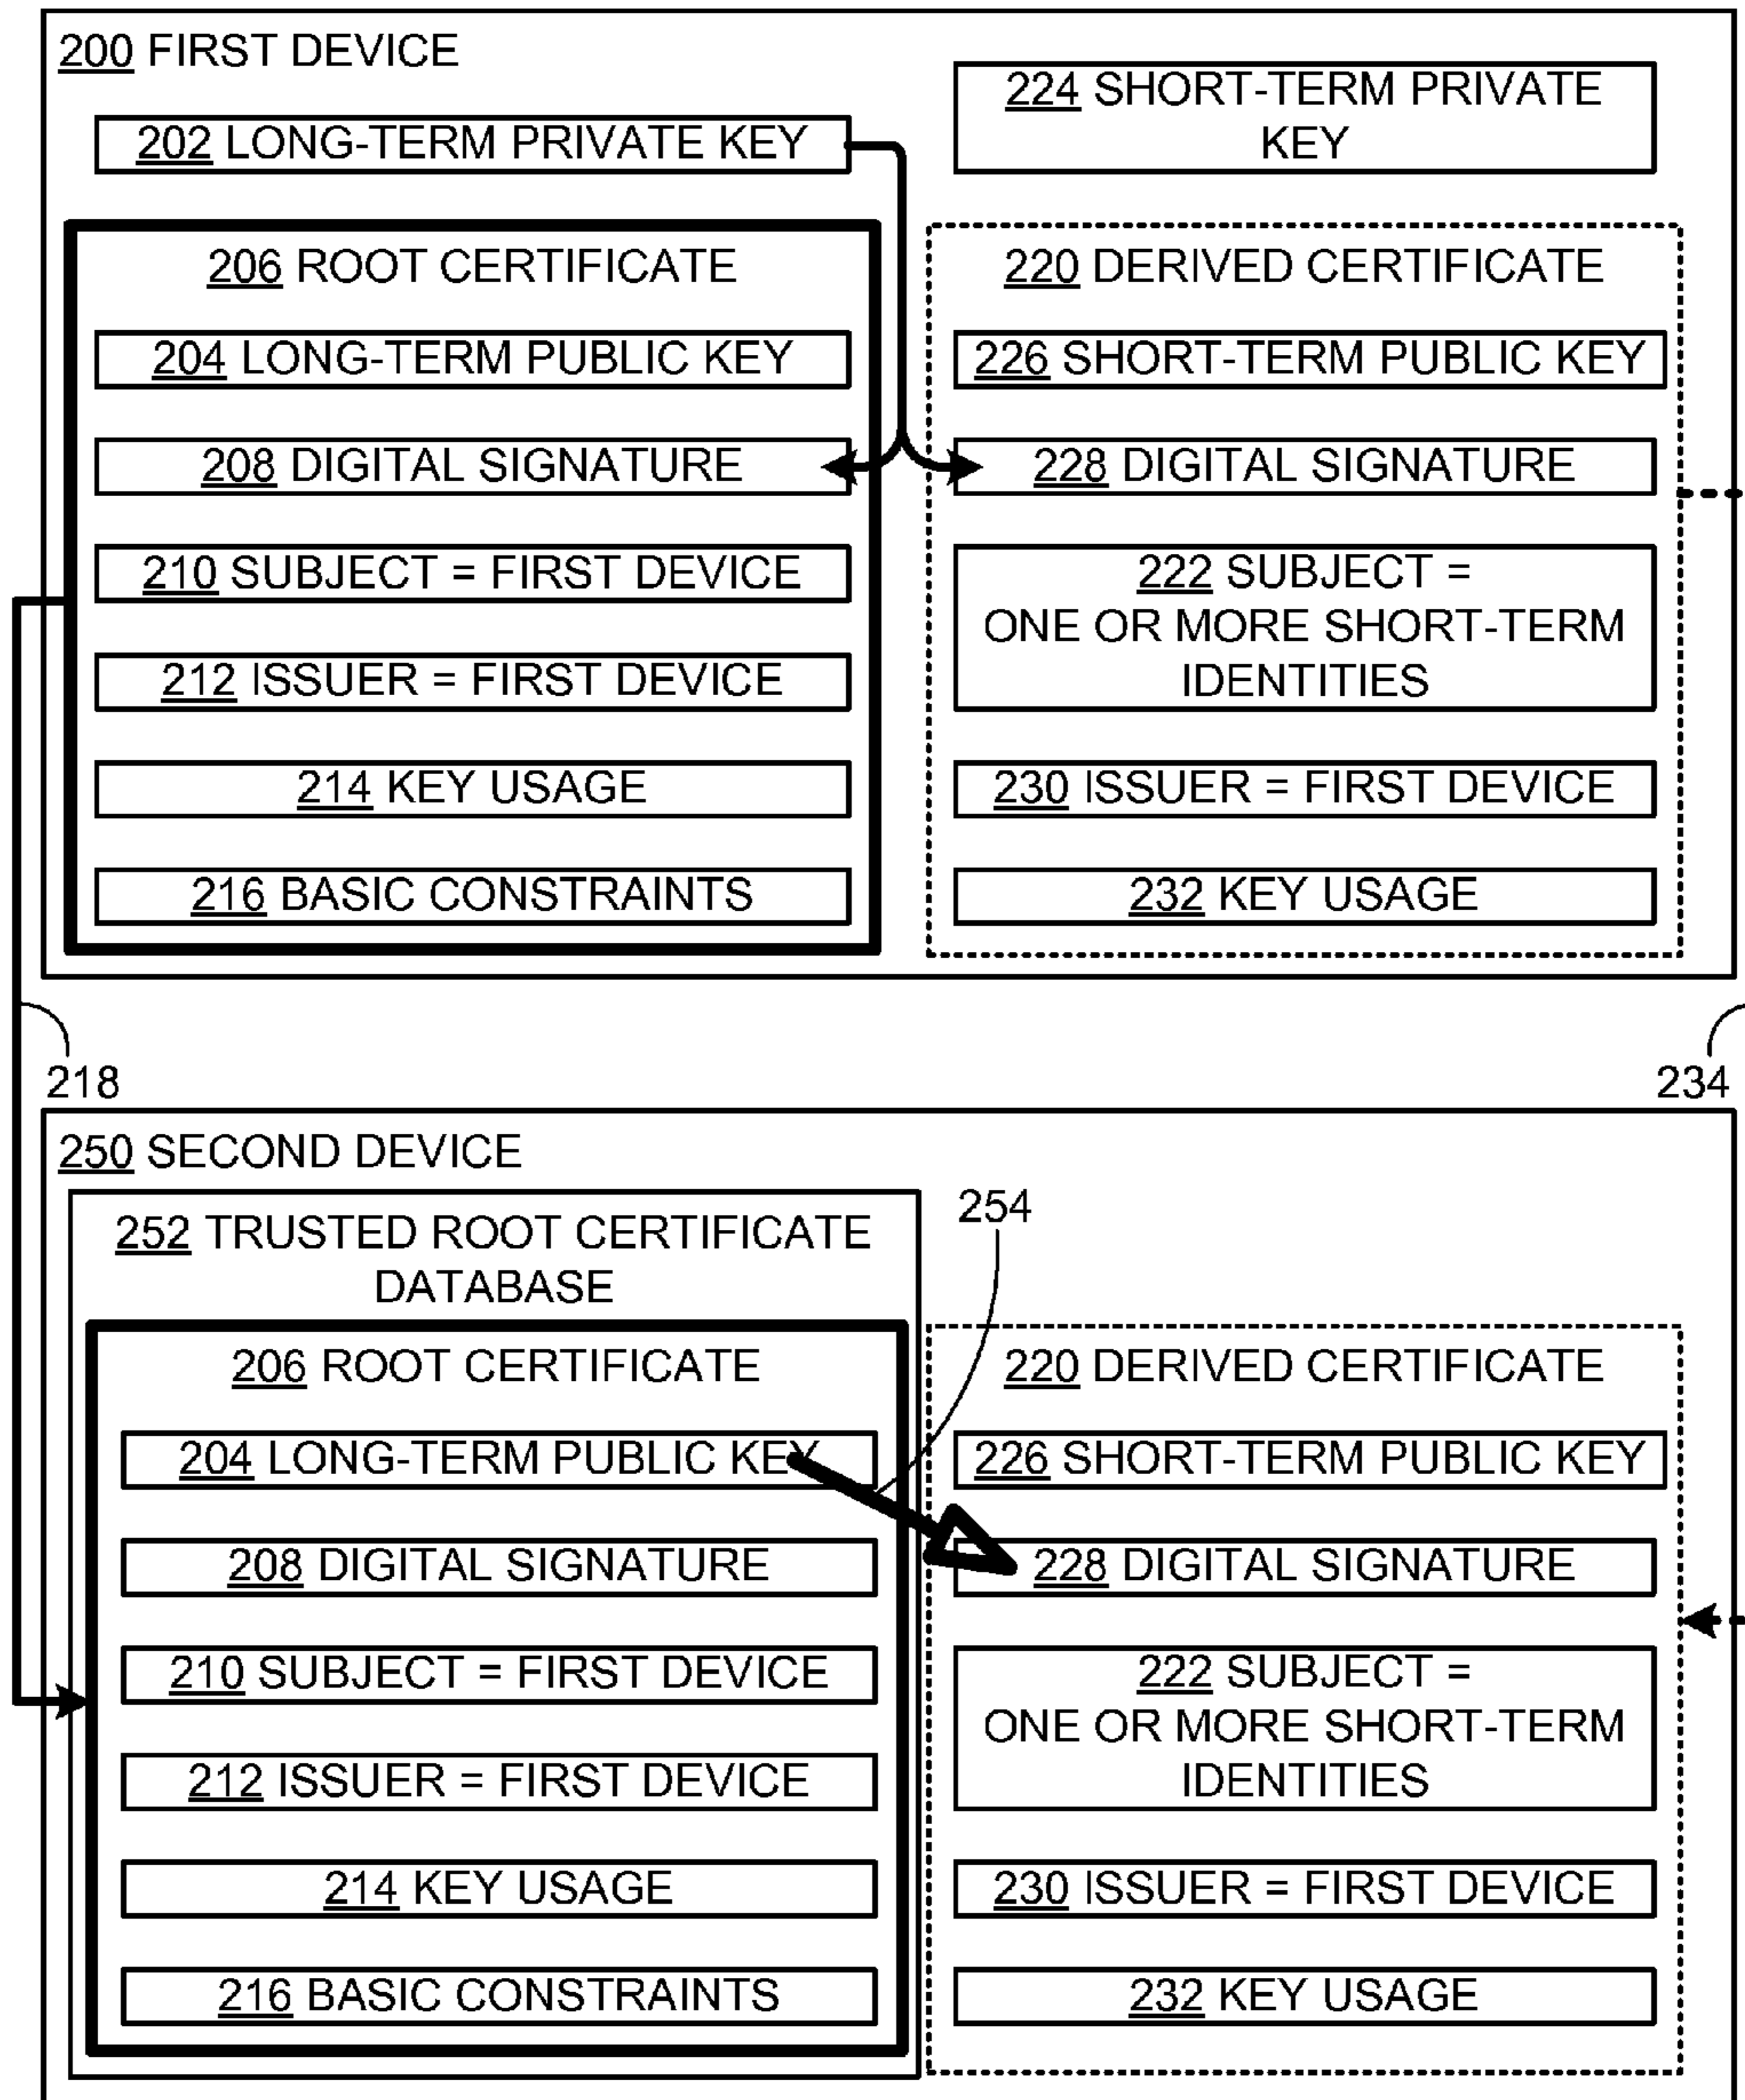 200 FIRST DEVICE
202 LONG-TERM PRIVATE KEY
224 SHORT-TERM PRIVATE
KEY
206 ROOT CERTIFICATE
204 LONG-TERM PUBLIC KEY
208 DIGITAL SIGNATURE
210 SUBJECT = FIRST DEVICE
212 ISSUER = FIRST DEVICE
214 KEY USAGE
216 BASIC CONSTRAINTS
220 DERIVED CERTIFICATE
226 SHORT-TERM PUBLIC KEY
228 DIGITAL SIGNATURE
222 SUBJECT =
ONE OR MORE SHORT-TERM
IDENTITIES
230 ISSUER = FIRST DEVICE
232 KEY USAGE
218
234
250 SECOND DEVICE
252 TRUSTED ROOT CERTIFICATE
DATABASE
254
206 ROOT CERTIFICATE
204 LONG-TERM PUBLIC KEY
208 DIGITAL SIGNATURE
210 SUBJECT = FIRST DEVICE
212 ISSUER = FIRST DEVICE
214 KEY USAGE
216 BASIC CONSTRAINTS
220 DERIVED CERTIFICATE
226 SHORT-TERM PUBLIC KEY
228 DIGITAL SIGNATURE
222 SUBJECT =
ONE OR MORE SHORT-TERM
IDENTITIES
230 ISSUER = FIRST DEVICE
232 KEY USAGE